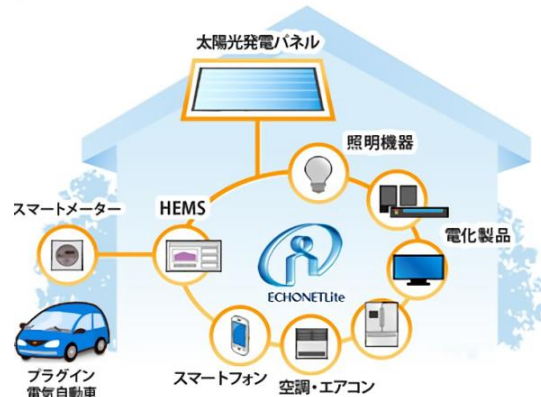 太陽光発電パネル
照明機器
スマートメーター
HEMS
電化製品
ECHONETLite
スマートフォン
空調・エアコン
プラグイン
電気自動車